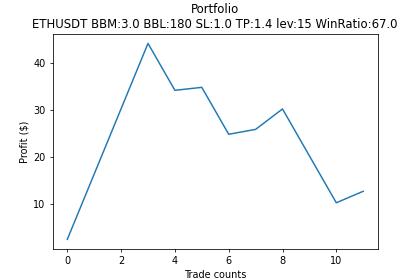 Portfolio
ETHUSDT BBM:3.0 BBL:180 SL:1.0 TP:1.4 lev:15 WinRatio:67.0
40
30
20
10
Profit ($)
0 2 4 6 8 10
Trade counts